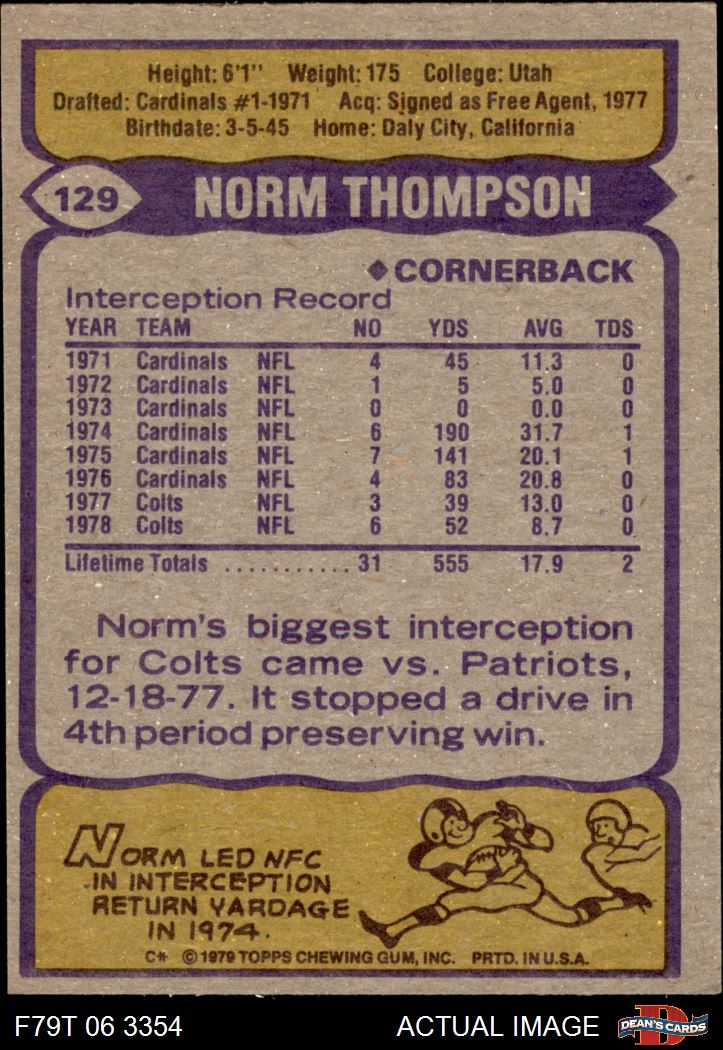 Height: 6'1" Weight: 175 College: Utah
Drafted: Cardinals #1-1971 Acq: Signed as Free Agent, 1977
Birthdate: 3-5-45 Home: Daly City, California
129 NORM THOMPSON
◆ CORNERBACK
Interception Record
YEAR TEAM NO YDS AVG TDS
1971 Cardinals NFL 4 45 11.3 0
1972 Cardinals NFL 1 5 5.0 0
1973 Cardinals NFL 0 0 0.0 0
1974 Cardinals NFL 6 190 31.7 1
1975 Cardinals NFL 7 141 20.1 1
1976 Cardinals NFL 4 83 20.8 0
1977 Colts NFL 3 39 13.0 0
1978 Colts NFL 6 52 8.7 0
Lifetime Totals ........... 31 555 17.9 2
Norm's biggest interception
for Colts came vs. Patriots,
12-18-77. It stopped a drive in
4th period preserving win.
NORM LED NFC
IN INTERCEPTION
RETURN YARDAGE
IN 1974.
C* © 1979 TOPPS CHEWING GUM, INC. PRTD. IN U.S.A.
F79T 06 3354 ACTUAL IMAGE D DEAN'S CARDS